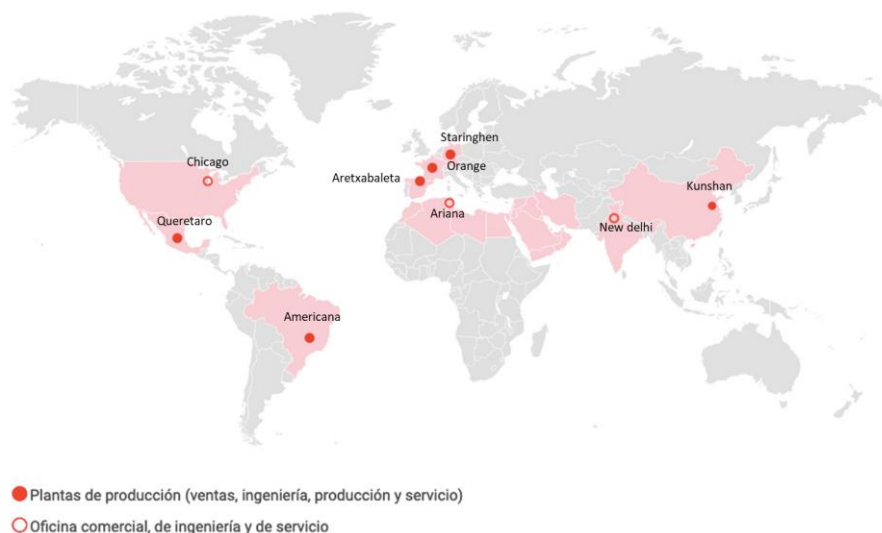 Staringhen
Chicago
Orange
Aretxabaleta
Kunshan
Ariana
Queretaro
New delhi
Americana
Plantas de producción (ventas, ingeniería, producción y servicio)
Oficina comercial, de ingeniería y de servicio